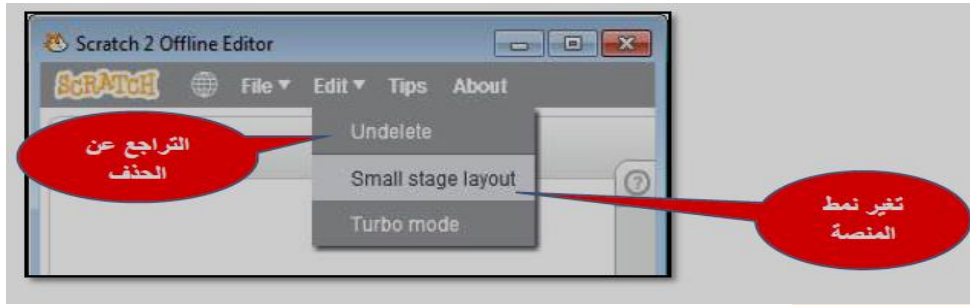 Scratch 2 Offline Editor
SCRATCH File Edit Tips About
Undelete
التراجع عن
الحذف
Small stage layout
تغير نمط
المنصة
Turbo mode